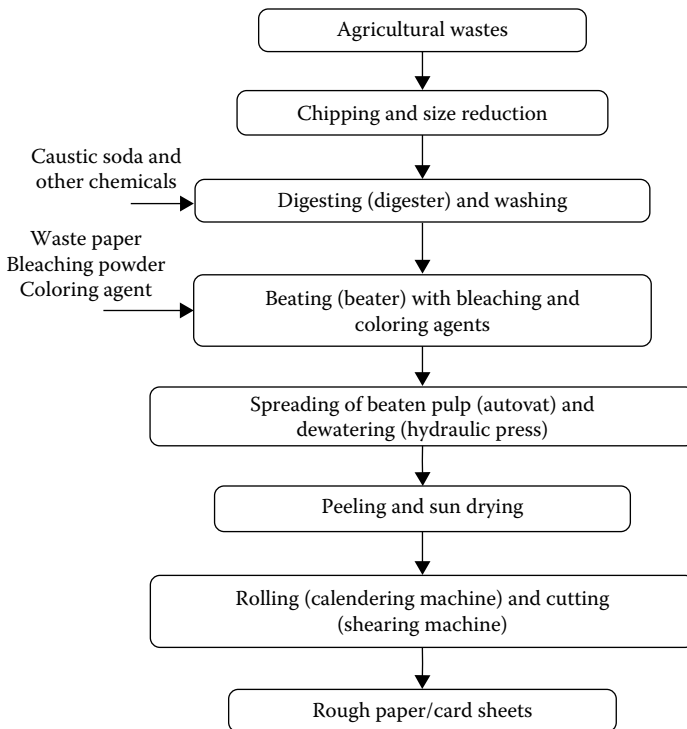 Agricultural wastes
Chipping and size reduction
Caustic soda and
other chemicals
Digesting (digester) and washing
Waste paper
Bleaching powder
Coloring agent
Beating (beater) with bleaching and
coloring agents
Spreading of beaten pulp (autovat) and
dewatering (hydraulic press)
Peeling and sun drying
Rolling (calendering machine) and cutting
(shearing machine)
Rough paper/card sheets